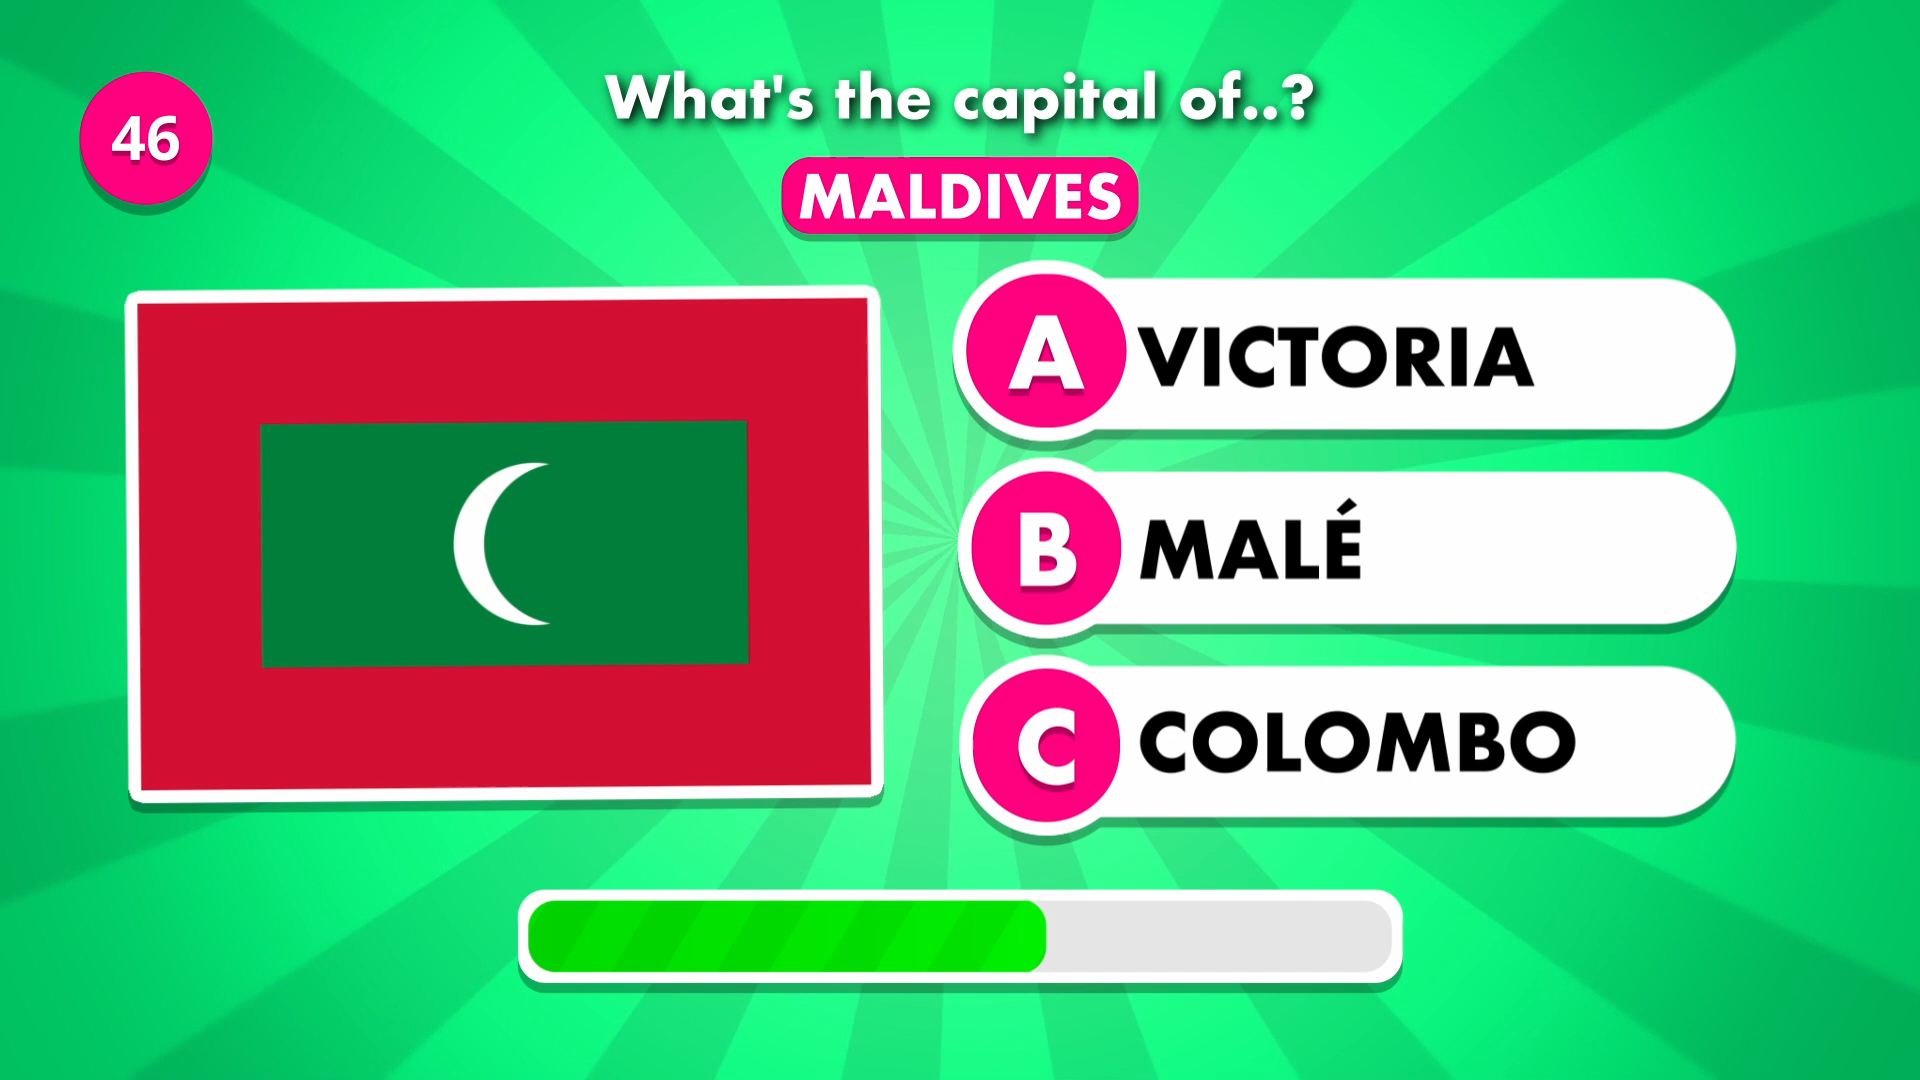 46
What's the capital of..?
MALDIVES
A VICTORIA
B MALÉ
C COLOMBO